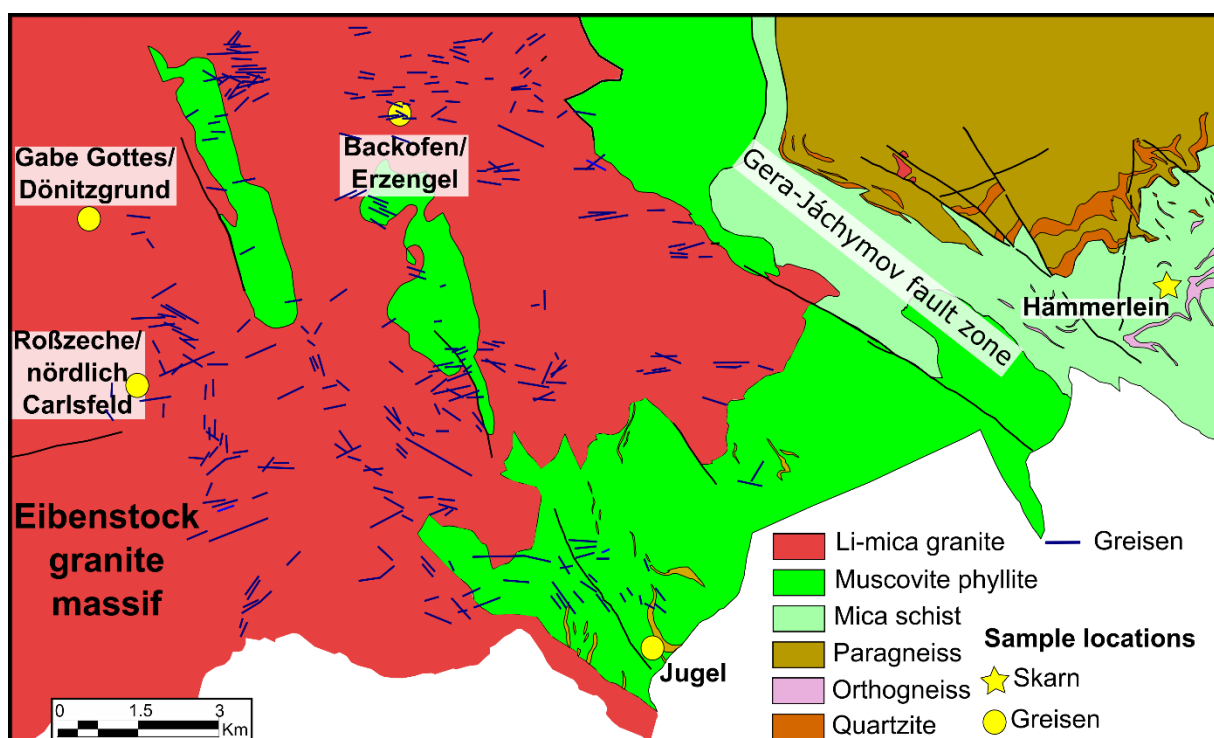 Gabe Gottes/
Dönitzgrund
Backofen/
Erzengel
Gera-Jáchymov fault zone
Hämmerlein
Roßzeche/
nördlich
Carlsfeld
Eibenstock
granite
massif
Jugel
Li-mica granite
Greisen
Muscovite phyllite
Mica schist
Paragneiss
Orthogneiss
Quartzite
Sample locations
Skarn
Greisen
0 1.5 3
Km